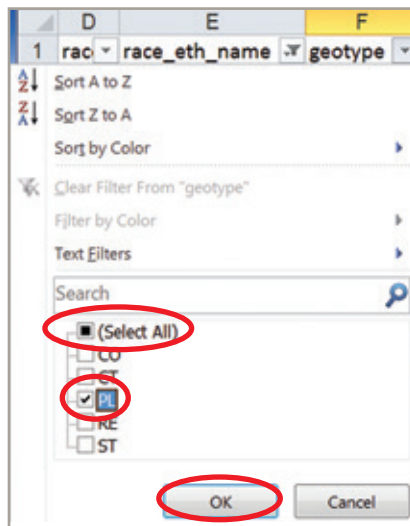 D E F
1 rac race_eth_name geotype
Sort A to Z
Sort Z to A
Sort by Color
Clear Filter From "geotype"
Filter by Color
Text Filters
Search
(Select All)
CO
CT
PL
RE
ST
OK Cancel